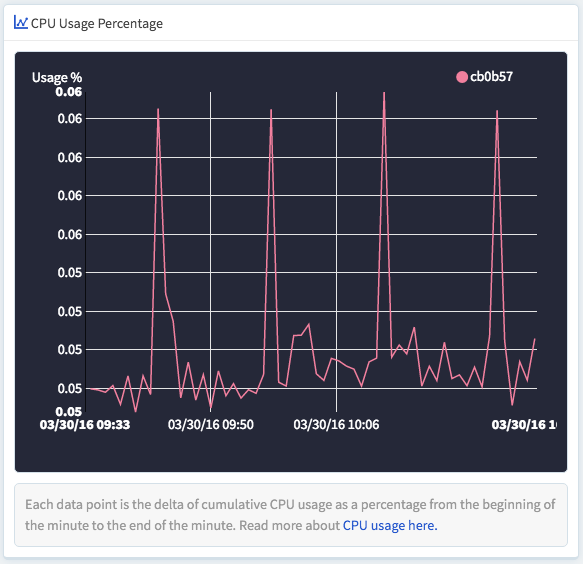 CPU Usage Percentage
Usage %
cb0b57
0.06
0.06
0.06
0.06
0.06
0.05
0.05
0.05
0.05
0.05
03/30/16 09:33 03/30/16 09:50 03/30/16 10:06 03/30/16 1
Each data point is the delta of cumulative CPU usage as a percentage from the beginning of
the minute to the end of the minute. Read more about CPU usage here.